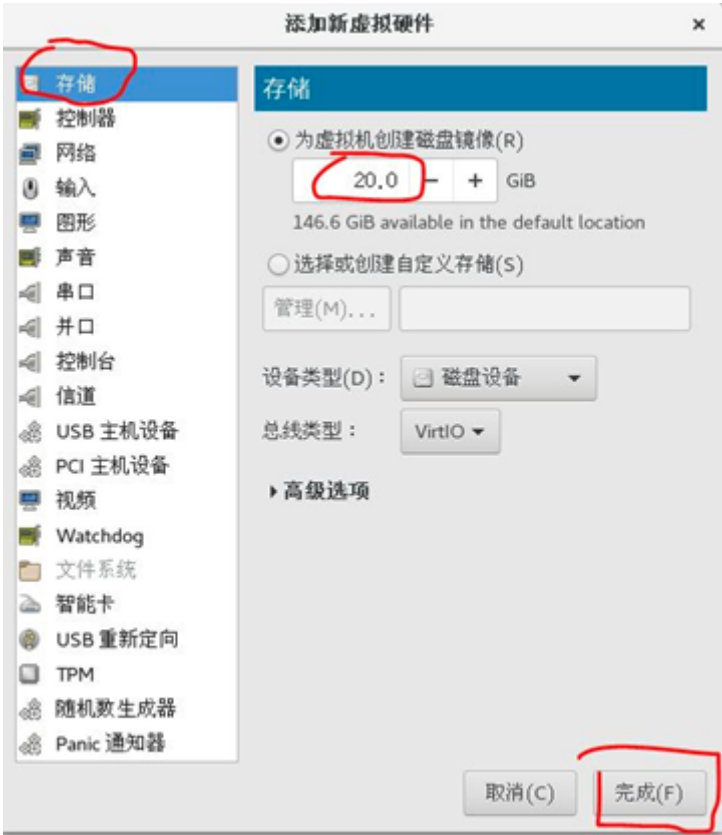 添加新虚拟硬件
×
存储
控制器
网络
输入
图形
声音
串口
并口
控制台
信道
USB 主机设备
PCI 主机设备
视频
Watchdog
文件系统
智能卡
USB 重新定向
TPM
随机数生成器
Panic 通知器
存储
为虚拟机创建磁盘镜像(R)
20.0 − + GiB
146.6 GiB available in the default location
选择或创建自定义存储(S)
管理(M)...
设备类型(D)： 磁盘设备
总线类型： VirtIO
高级选项
取消(C) 完成(F)